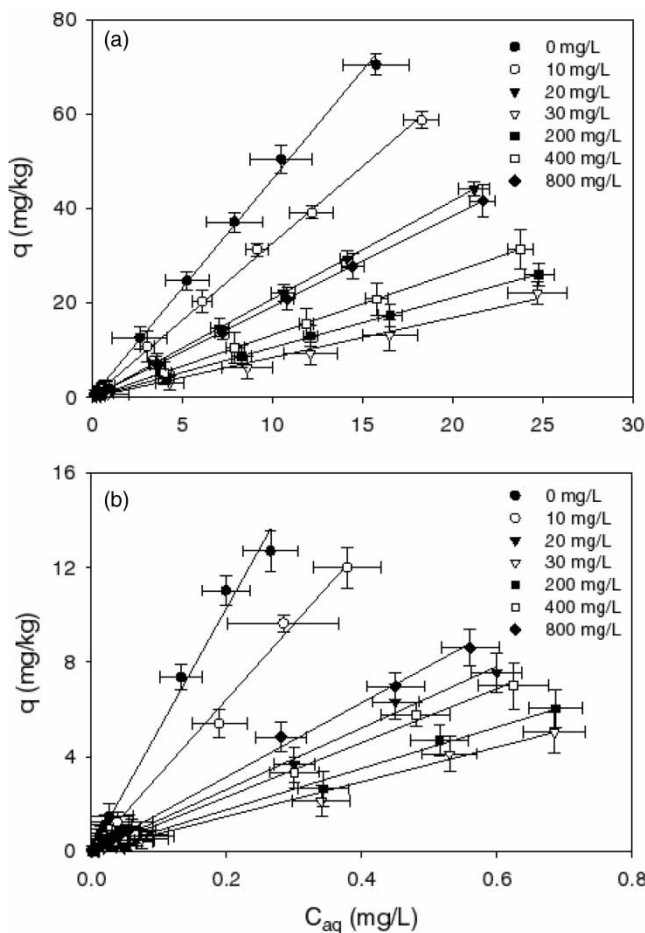 (a)
80
60
40
20
0
q (mg/kg)
0 mg/L
10 mg/L
20 mg/L
30 mg/L
200 mg/L
400 mg/L
800 mg/L
0 5 10 15 20 25 30
(b)
16
12
8
4
0
q (mg/kg)
0 mg/L
10 mg/L
20 mg/L
30 mg/L
200 mg/L
400 mg/L
800 mg/L
0.0 0.2 0.4 0.6 0.8
Caq (mg/L)